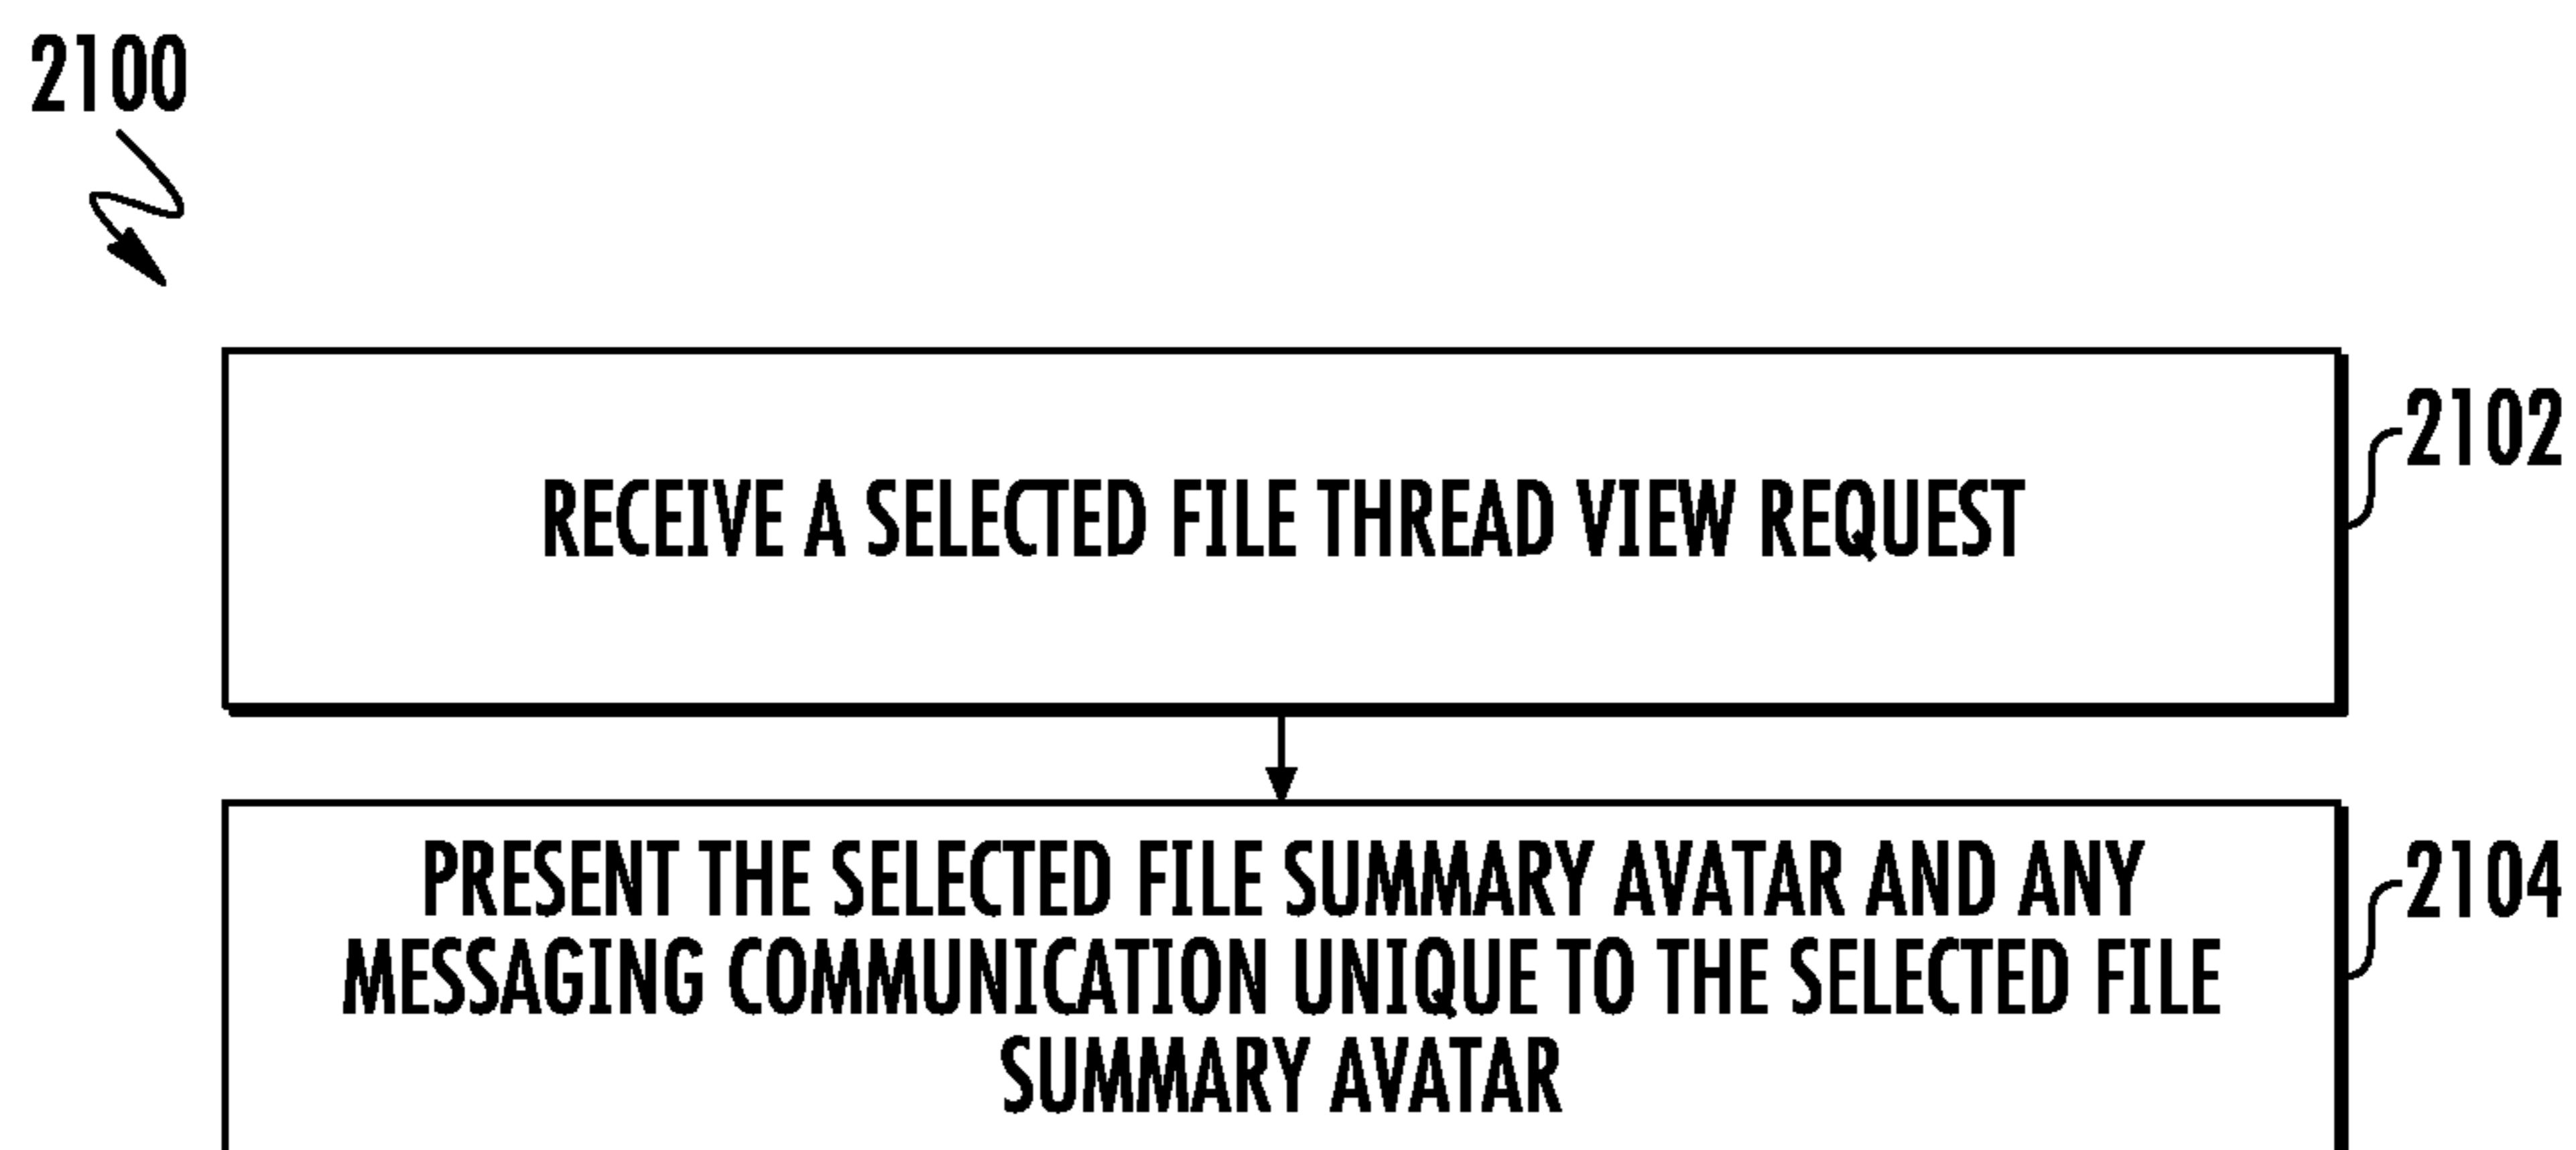 2100
RECEIVE A SELECTED FILE THREAD VIEW REQUEST
2102
PRESENT THE SELECTED FILE SUMMARY AVATAR AND ANY
MESSAGING COMMUNICATION UNIQUE TO THE SELECTED FILE
SUMMARY AVATAR
2104